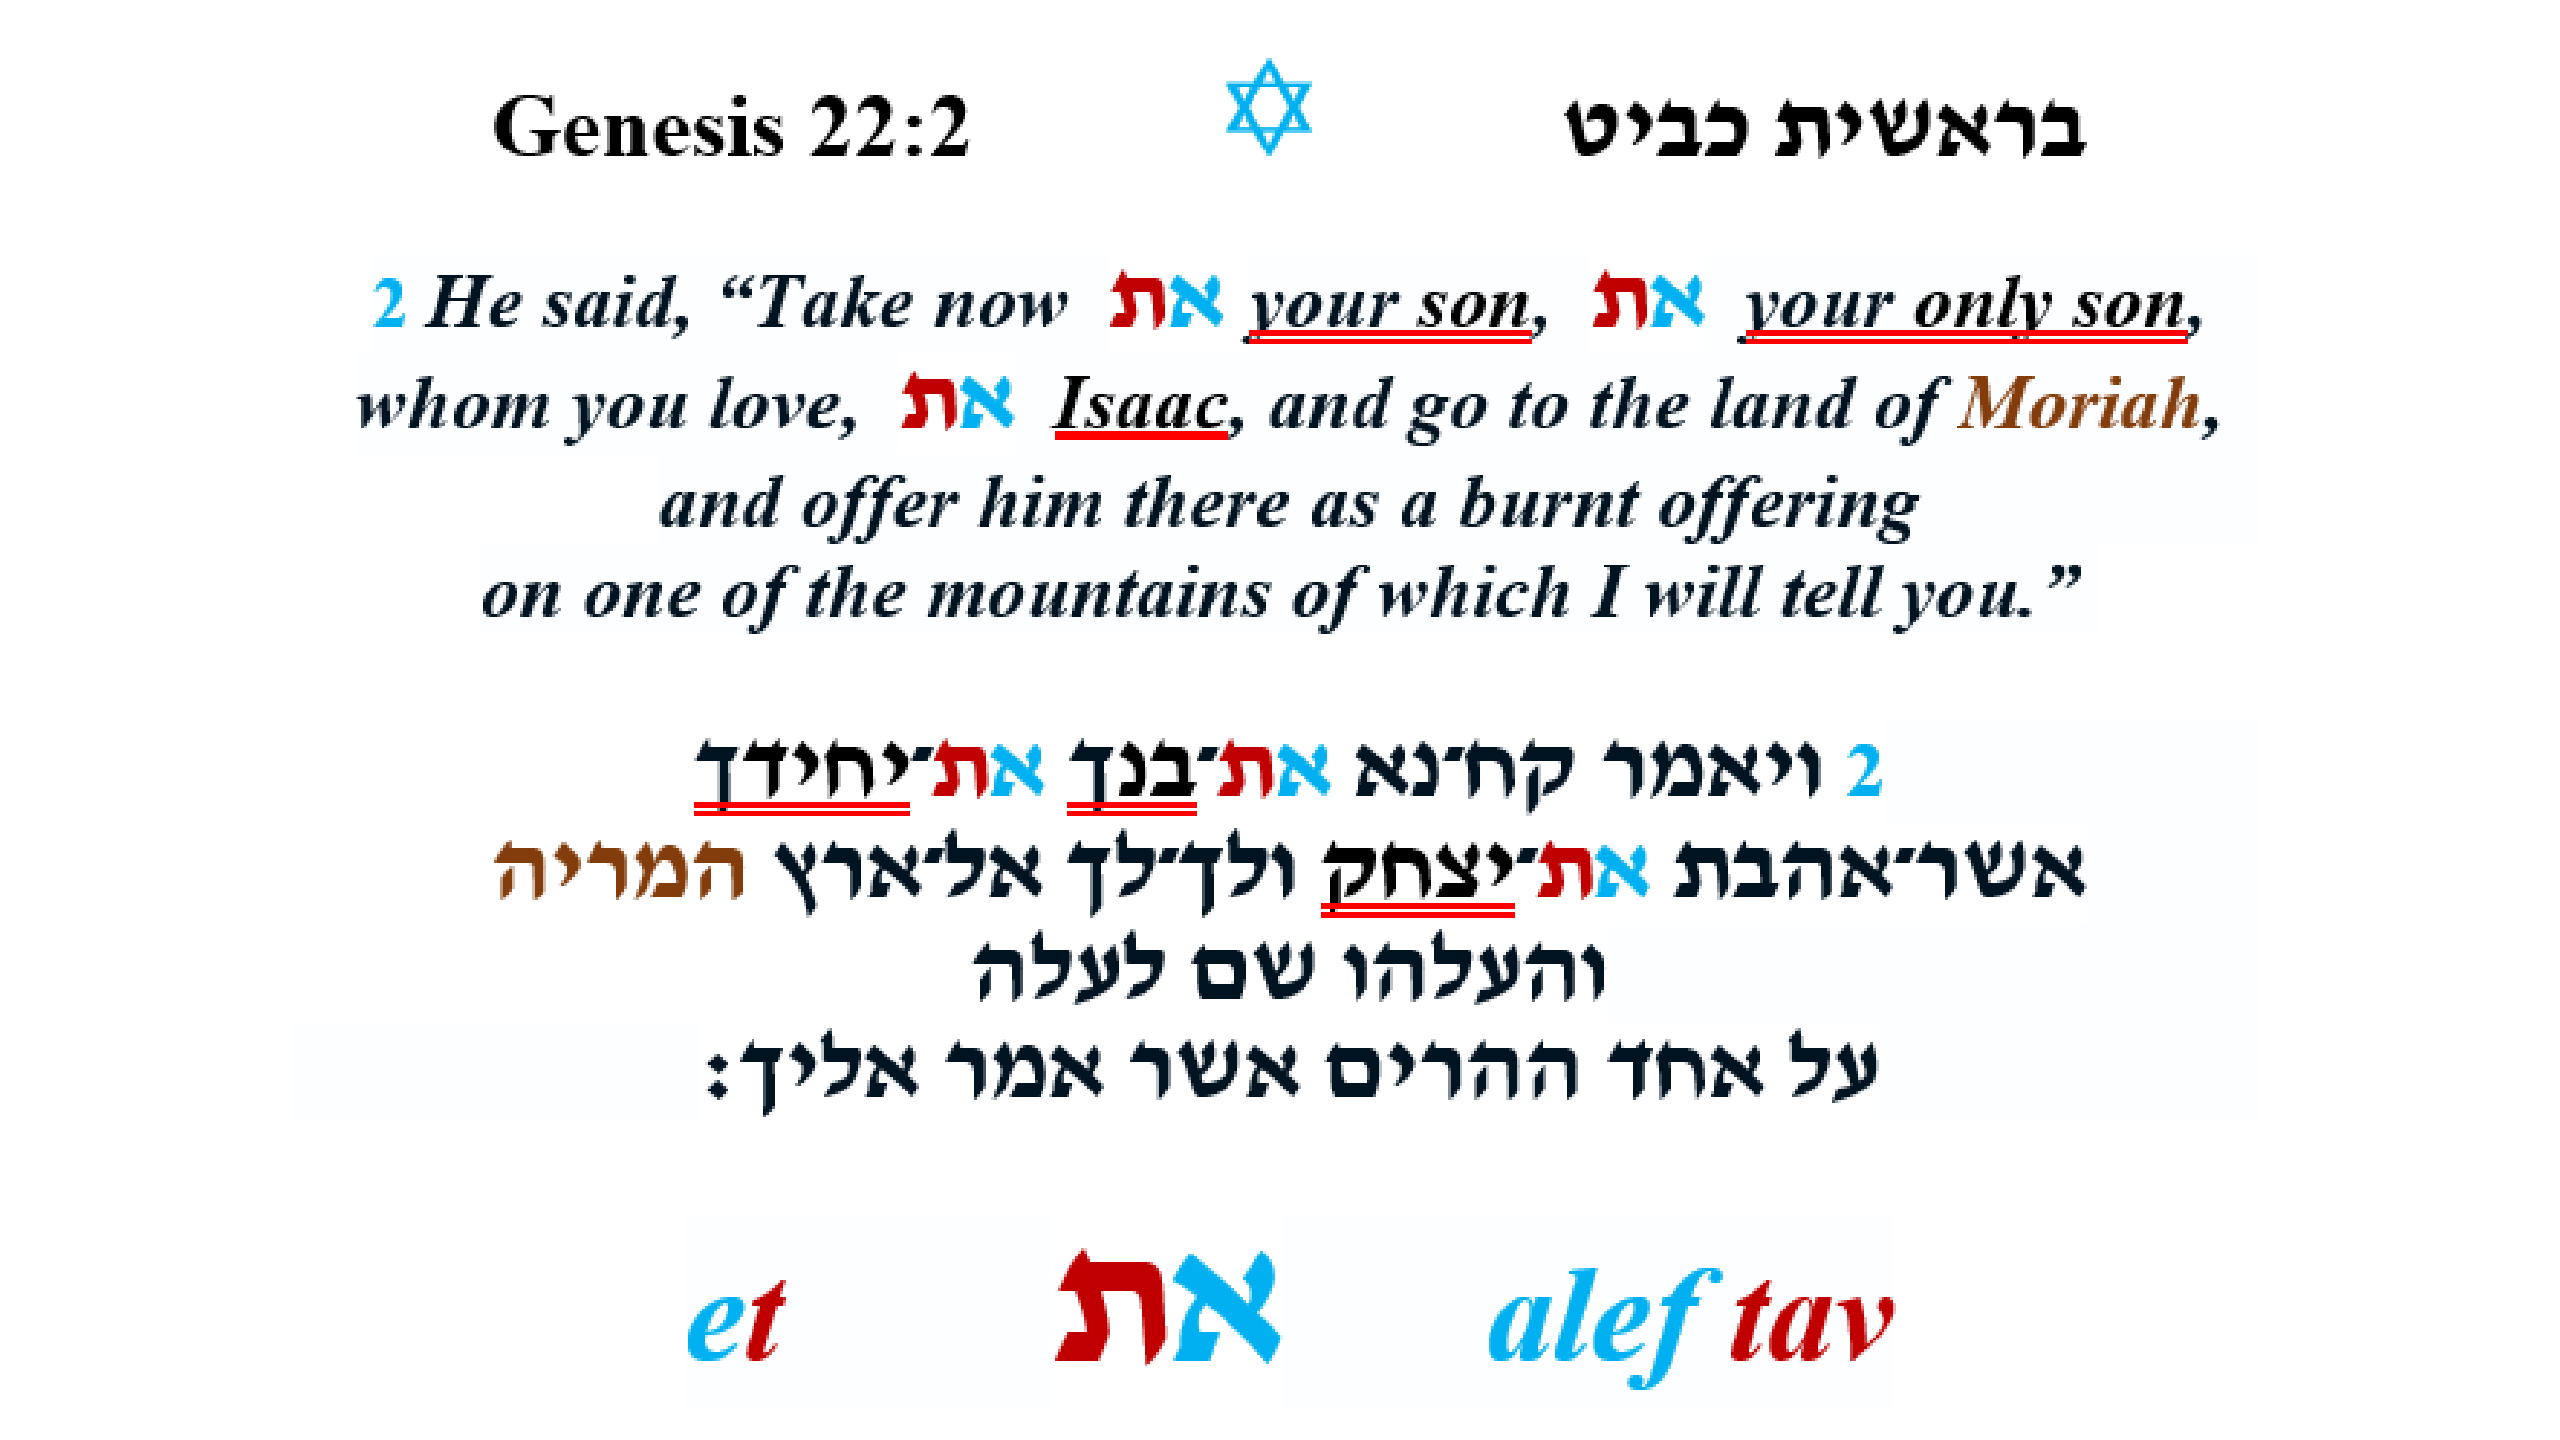 Genesis 22:2 ✡ בראשית כביט
2 He said, “Take now את your son, את your only son,
whom you love, את Isaac, and go to the land of Moriah,
and offer him there as a burnt offering
on one of the mountains of which I will tell you.”
2 ויאמר קח־נא את־בנך את־יחידך
אשר־אהבת את־יצחק ולך־לך אל־ארץ המריה
והעלהו שם לעלה
על אחד ההרים אשר אמר אליך:
et את alef tav